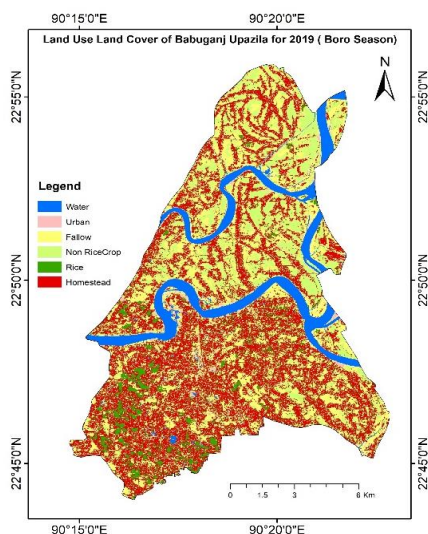 90°15'0"E 90°20'0"E
Land Use Land Cover of Babuganj Upazila for 2019 ( Boro Season)
N
22°55'0"N 22°55'0"N
Legend
Water
Urban
Fallow
Non RiceCrop
Rice
Homestead
22°50'0"N 22°50'0"N
22°45'0"N 22°45'0"N
0 1.5 3 6 Km
90°15'0"E 90°20'0"E